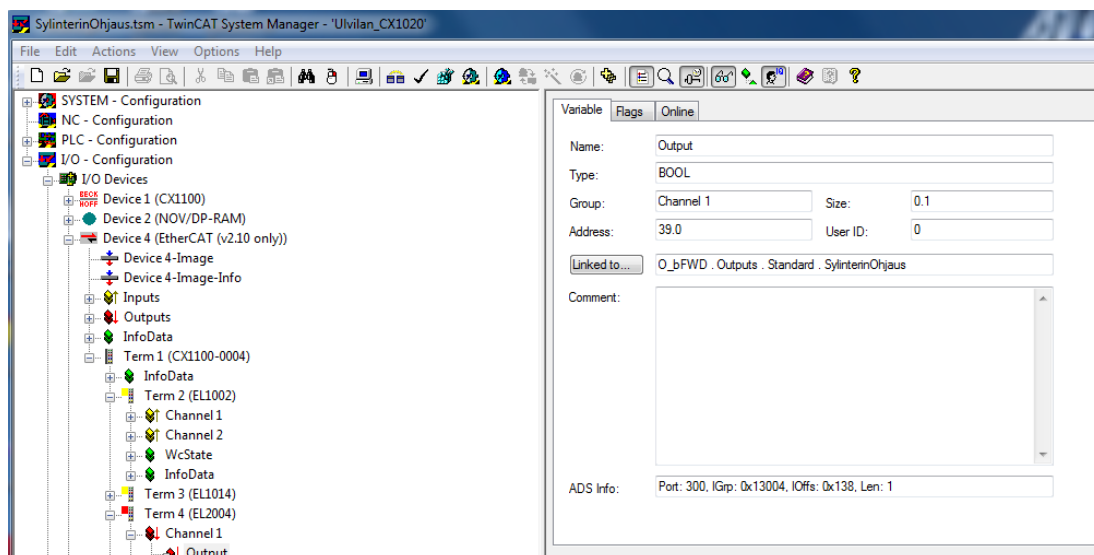 SylinterinOhjaus.tsm - TwinCAT System Manager - 'Ulvilan_CX1020'
File Edit Actions View Options Help
SYSTEM - Configuration
NC - Configuration
PLC - Configuration
I/O - Configuration
I/O Devices
BECK
HOFF
Device 1 (CX1100)
Device 2 (NOV/DP-RAM)
Device 4 (EtherCAT (v2.10 only))
Device 4-Image
Device 4-Image-Info
Inputs
Outputs
InfoData
Term 1 (CX1100-0004)
InfoData
Term 2 (EL1002)
Channel 1
Channel 2
WcState
InfoData
Term 3 (EL1014)
Term 4 (EL2004)
Channel 1
Output
Variable Flags Online
Name: Output
Type: BOOL
Group: Channel 1 Size: 0.1
Address: 39.0 User ID: 0
Linked to... O_bFWD . Outputs . Standard . SylinterinOhjaus
Comment:
ADS Info: Port: 300, IGrp: 0x13004, IOffs: 0x138, Len: 1